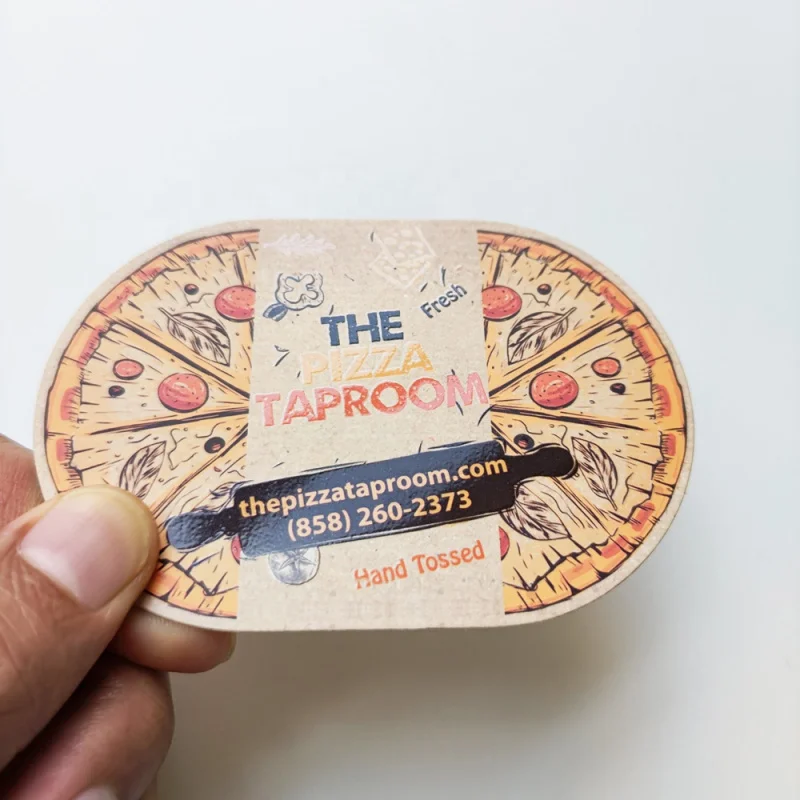 Fresh
THE
PIZZA
TAPROOM
thepizzataproom.com
(858) 260-2373
Hand Tossed